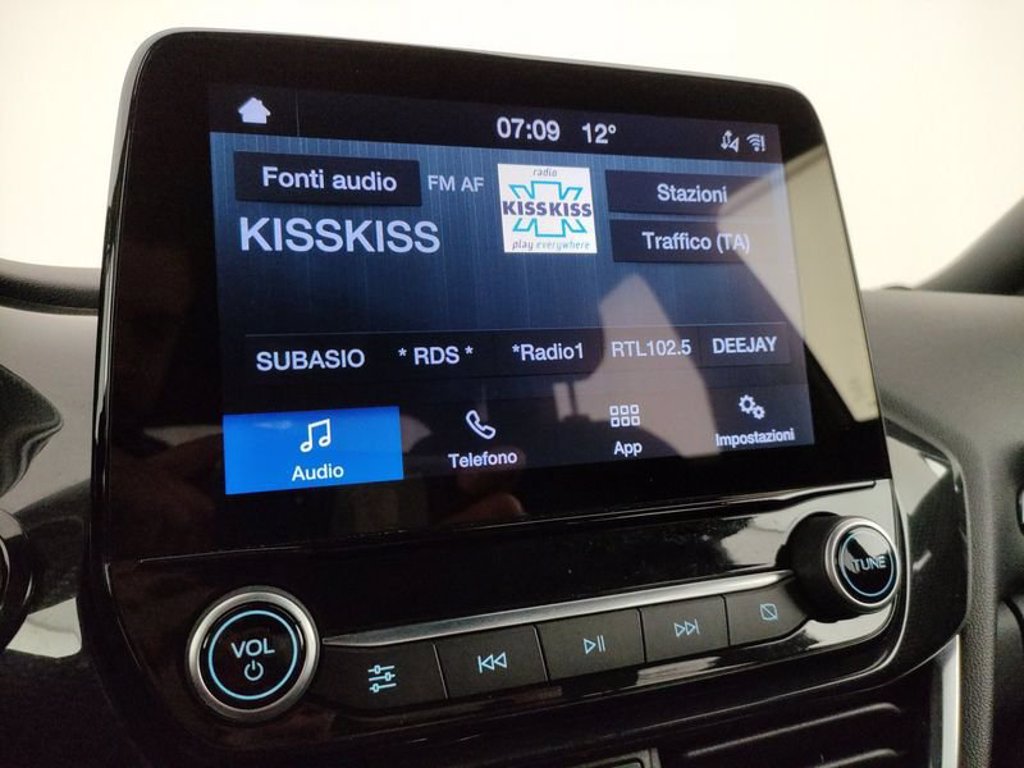 07:09 12°
Fonti audio
FM AF
KISSKISS
radio
KISSKISS
play everywhere
Stazioni
Traffico (TA)
SUBASIO
* RDS *
*Radio1
RTL102.5
DEEJAY
Audio
Telefono
App
Impostazioni
VOL
TUNE